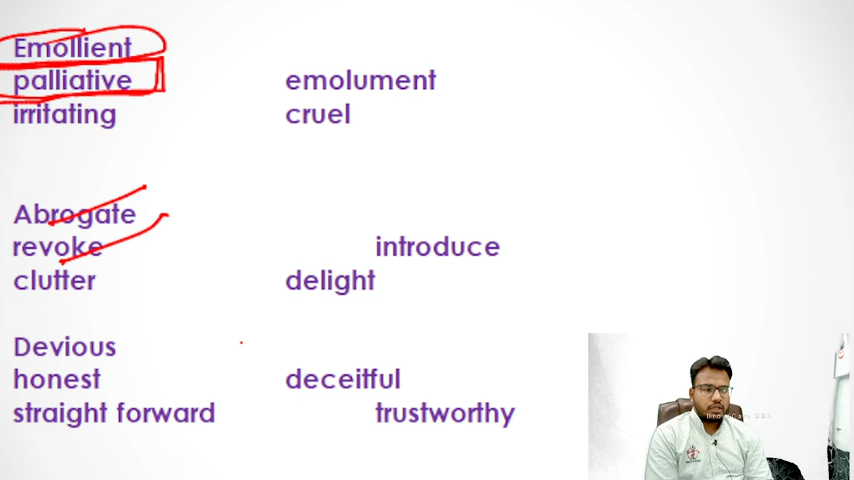 Emollient
palliative emolument
irritating cruel
Abrogate
revoke introduce
clutter delight
Devious
honest deceitful
straight forward trustworthy